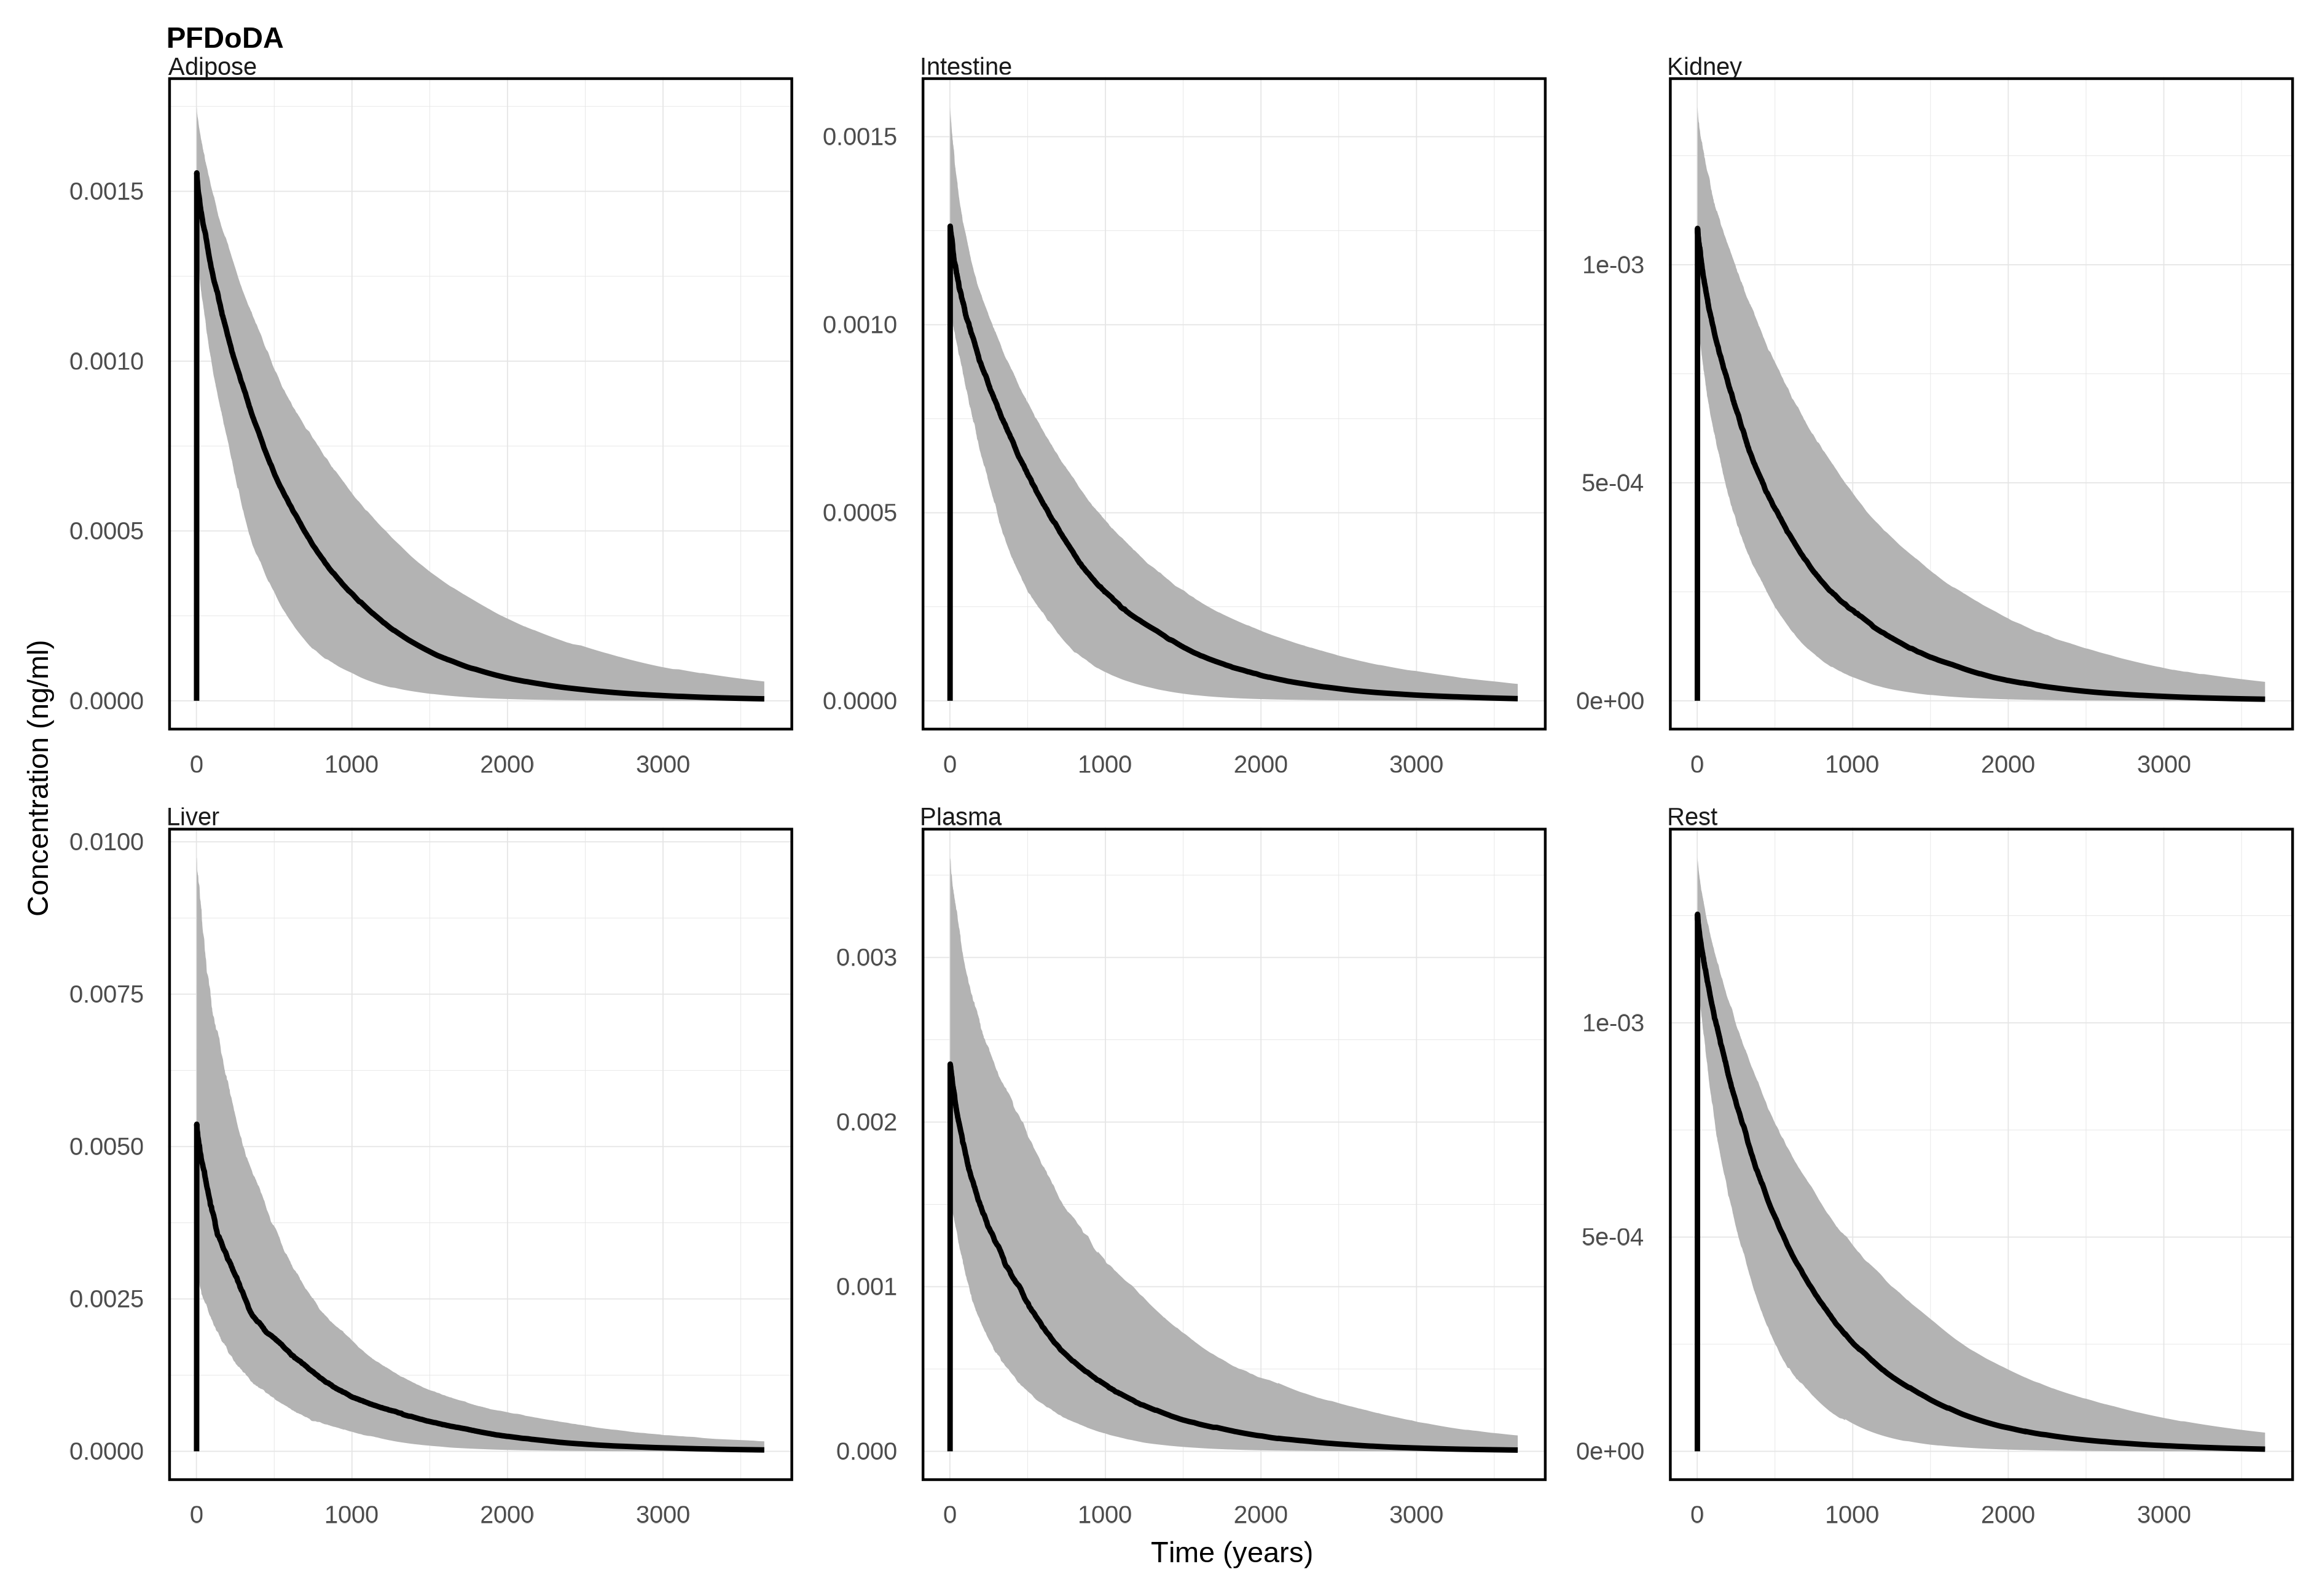 PFDoDA
Adipose
Intestine
Kidney
0.0015
0.0010
0.0005
0.0000
0.0015
0.0010
0.0005
0.0000
1e-03
5e-04
0e+00
0 1000 2000 3000
0 1000 2000 3000
0 1000 2000 3000
Concentration (ng/ml)
Liver
Plasma
Rest
0.0100
0.0075
0.0050
0.0025
0.0000
0.003
0.002
0.001
0.000
1e-03
5e-04
0e+00
0 1000 2000 3000
0 1000 2000 3000
0 1000 2000 3000
Time (years)